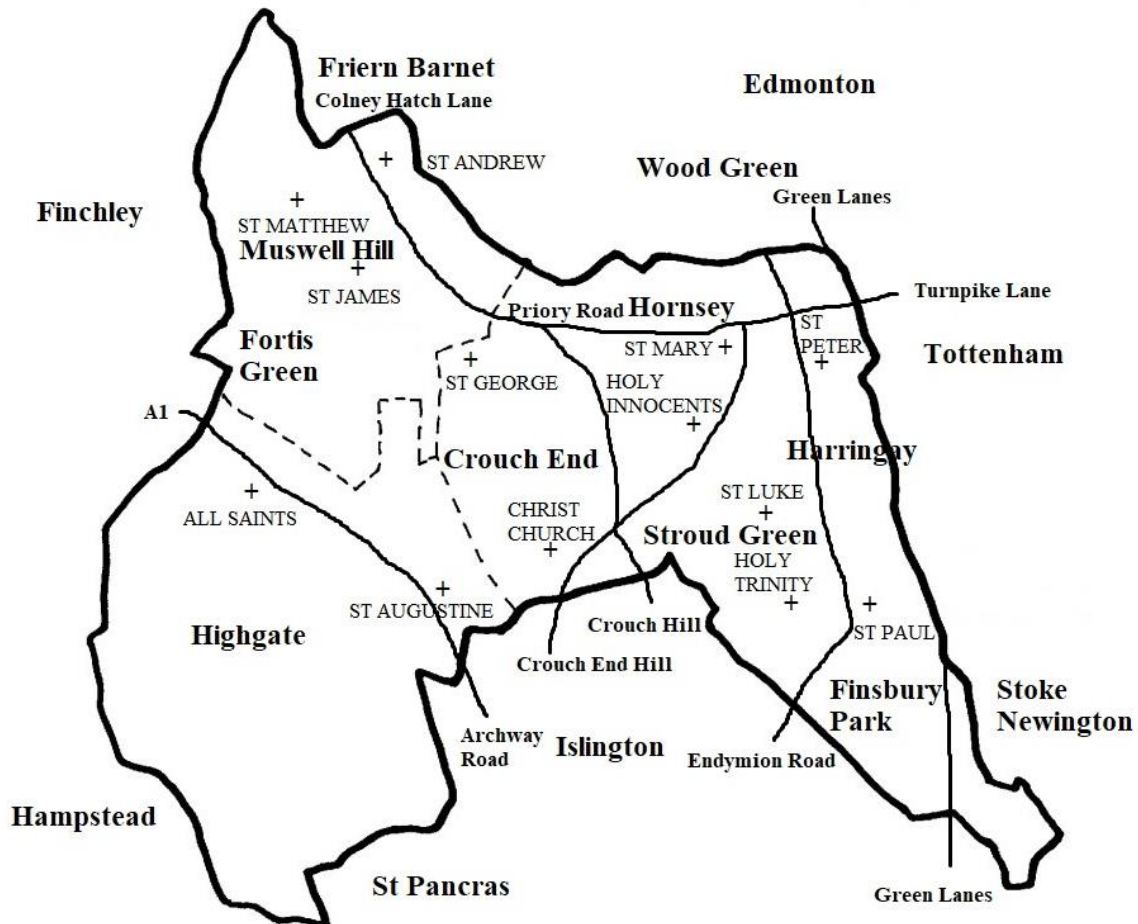 Friern Barnet
Colney Hatch Lane
Edmonton
ST ANDREW
Wood Green
Green Lanes
Finchley
ST MATTHEW
Muswell Hill
ST JAMES
Turnpike Lane
Priory Road
Hornsey
ST
PETER
ST MARY
Tottenham
Fortis
Green
ST GEORGE
HOLY
INNOCENTS
A1
Crouch End
Harringay
ALL SAINTS
CHRIST
CHURCH
ST LUKE
Stroud Green
HOLY
TRINITY
ST AUGUSTINE
Highgate
Crouch Hill
ST PAUL
Crouch End Hill
Finsbury
Park
Stoke
Newington
Archway
Road
Islington
Endymion Road
Hampstead
St Pancras
Green Lanes